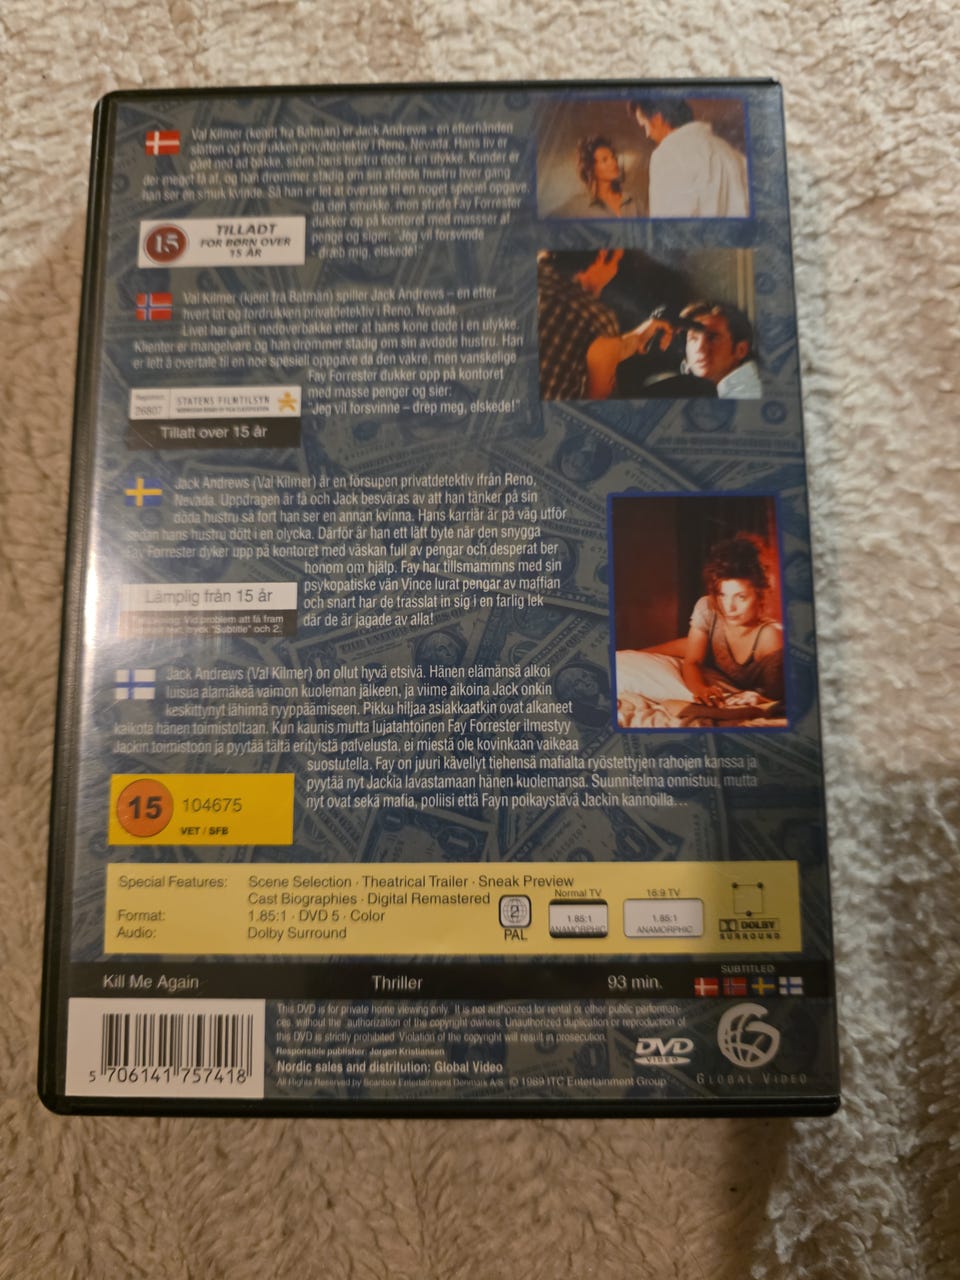 Val Kilmer (kendt fra Batman) er Jack Andrews - en efterhånden
slatten og fordrukken privatdetektiv i Reno, Nevada. Hans liv er
gået ned ad bakke, siden hans hustru døde i en ulykke. Kunder er
der meget få af, og han drømmer stadig om sin afdøde hustru hver gang
han ser en smuk kvinde. Så han er let at overtale til en noget speciel opgave,
da den smukke, men stride Fay Forrester
dukker op på kontoret med massser af
penge og siger: "Jeg vil forsvinde
- dræb mig, elskede!"
15
TILLADT
FOR BØRN OVER
15 ÅR
Val Kilmer (kjent fra Batman) spiller Jack Andrews – en etter
hvert lat og fordrukken privatdetektiv i Reno, Nevada.
Livet har gått i nedoverbakke etter at hans kone døde i en ulykke.
Klienter er mangelvare og han drømmer stadig om sin avdøde hustru. Han
er lett å overtale til en noe spesiell oppgave da den vakre, men vanskelige
Fay Forrester dukker opp på kontoret
med masse penger og sier:
"Jeg vil forsvinne – drep meg, elskede!"
26807
STATENS FILMTILSYN
Tillatt over 15 år
Jack Andrews (Val Kilmer) är en försupen privatdetektiv ifrån Reno,
Nevada. Uppdragen är få och Jack besväras av att han tänker på sin
döda hustru så fort han ser en annan kvinna. Hans karriär är på väg utför
sedan hans hustru dött i en olycka. Därför är han ett lätt byte när den snygga
Fay Forrester dyker upp på kontoret med väskan full av pengar och desperat ber
honom om hjälp. Fay har tillsmammns med sin
psykopatiske vän Vince lurat pengar av maffian
och snart har de trasslat in sig i en farlig lek
där de är jagade av alla!
Lämplig från 15 år
Vid problem att få fram
text, tryck "Subtitle" och 2.
Jack Andrews (Val Kilmer) on ollut hyvä etsivä. Hänen elämänsä alkoi
luisua alamäkeä vaimon kuoleman jälkeen, ja viime aikoina Jack onkin
keskittynyt lähinnä ryyppäämiseen. Pikku hiljaa asiakkaatkin ovat alkaneet
kaikota hänen toimistoltaan. Kun kaunis mutta lujatahtoinen Fay Forrester ilmestyy
Jackin toimistoon ja pyytää tältä erityistä palvelusta, ei miestä ole kovinkaan vaikeaa
suostutella. Fay on juuri kävellyt tiehensä mafialta ryöstettyjen rahojen kanssa ja
pyytää nyt Jackia lavastamaan hänen kuolemansa. Suunnitelma onnistuu, mutta
nyt ovat sekä mafia, poliisi että Fayn poikaystävä Jackin kannoilla...
15
104675
VET / SFB
Special Features: Scene Selection · Theatrical Trailer · Sneak Preview
Cast Biographies · Digital Remastered
Format: 1.85:1 · DVD 5 · Color
Audio: Dolby Surround
2
PAL
Normal TV
1.85:1
ANAMORPHIC
16:9 TV
1.85:1
ANAMORPHIC
DOLBY
SURROUND
Kill Me Again Thriller 93 min.
SUBTITLED
This DVD is for private home viewing only. It is not authorized for rental or other public performan-
ces, without the authorization of the copyright owners. Unauthorized duplication or reproduction of
this DVD is strictly prohibited. Violation of the copyright will result in prosecution.
Responsible publisher: Jørgen Kristiansen
Nordic sales and distribution: Global Video
All Rights Reserved by Scanbox Entertainment Denmark A/S. © 1989 ITC Entertainment Group
DVD
VIDEO
GLOBAL VIDEO
5 706141 757418